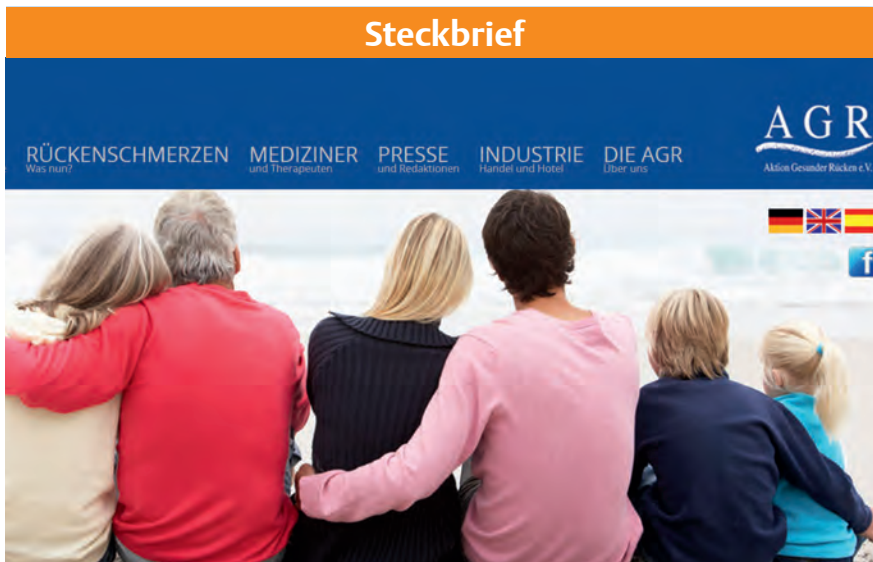 Steckbrief
RÜCKENSCHMERZEN MEDIZINER PRESSE INDUSTRIE DIE AGR
Was nun? und Therapeuten und Redaktionen Handel und Hotel Über uns
AGR
Aktion Gesunder Rücken e.V.
f